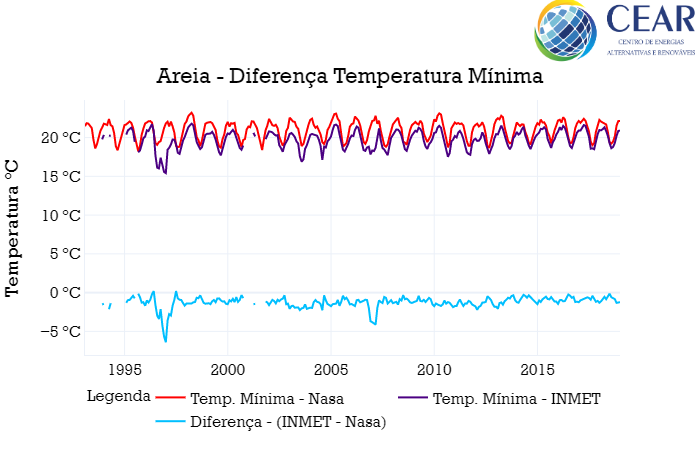 CEAR
CENTRO DE ENERGIAS
ALTERNATIVAS E RENOVÁVEIS
Areia - Diferença Temperatura Mínima
Temperatura °C
20 °C
15 °C
10 °C
5 °C
0 °C
−5 °C
1995 2000 2005 2010 2015
Legenda Temp. Mínima - Nasa Temp. Mínima - INMET
Diferença - (INMET - Nasa)